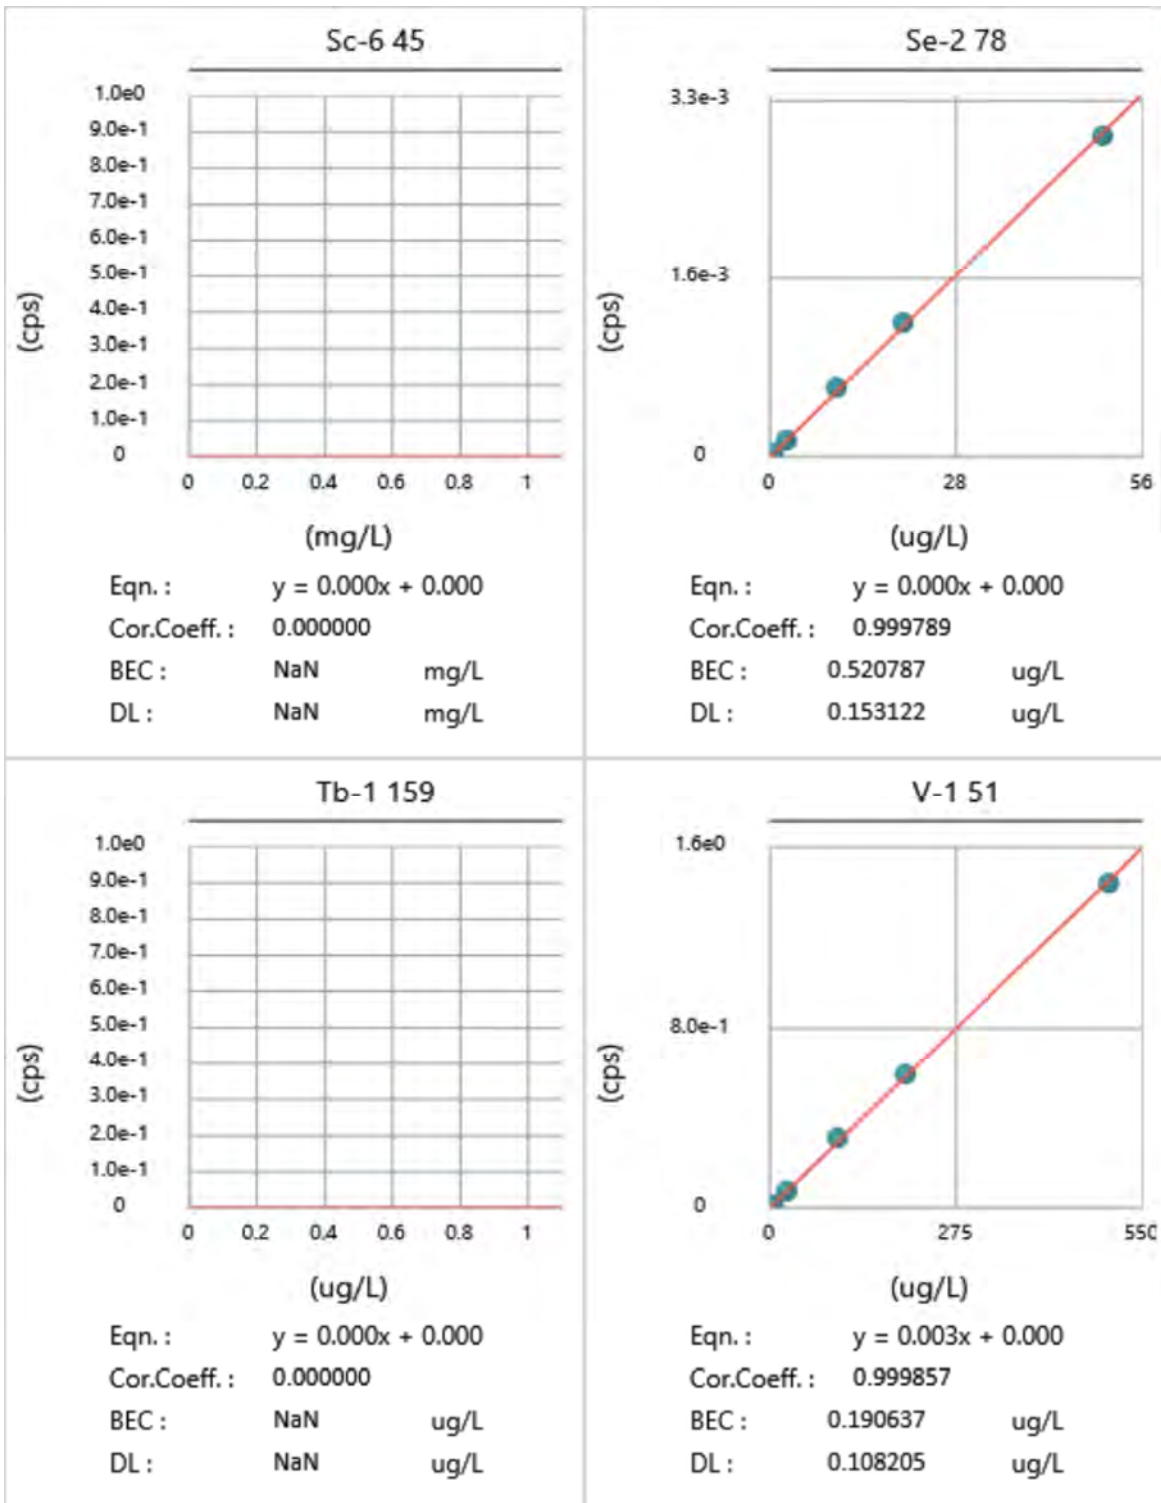 Sc-6 45
1.0e0
9.0e-1
8.0e-1
7.0e-1
6.0e-1
5.0e-1
4.0e-1
3.0e-1
2.0e-1
1.0e-1
0
(cps)
0 0.2 0.4 0.6 0.8 1
(mg/L)
Eqn. : y = 0.000x + 0.000
Cor.Coeff. : 0.000000
BEC : NaN mg/L
DL : NaN mg/L
Se-2 78
3.3e-3
1.6e-3
0
(cps)
0 28 56
(ug/L)
Eqn. : y = 0.000x + 0.000
Cor.Coeff. : 0.999789
BEC : 0.520787 ug/L
DL : 0.153122 ug/L
Tb-1 159
1.0e0
9.0e-1
8.0e-1
7.0e-1
6.0e-1
5.0e-1
4.0e-1
3.0e-1
2.0e-1
1.0e-1
0
(cps)
0 0.2 0.4 0.6 0.8 1
(ug/L)
Eqn. : y = 0.000x + 0.000
Cor.Coeff. : 0.000000
BEC : NaN ug/L
DL : NaN ug/L
V-1 51
1.6e0
8.0e-1
0
(cps)
0 275 550
(ug/L)
Eqn. : y = 0.003x + 0.000
Cor.Coeff. : 0.999857
BEC : 0.190637 ug/L
DL : 0.108205 ug/L